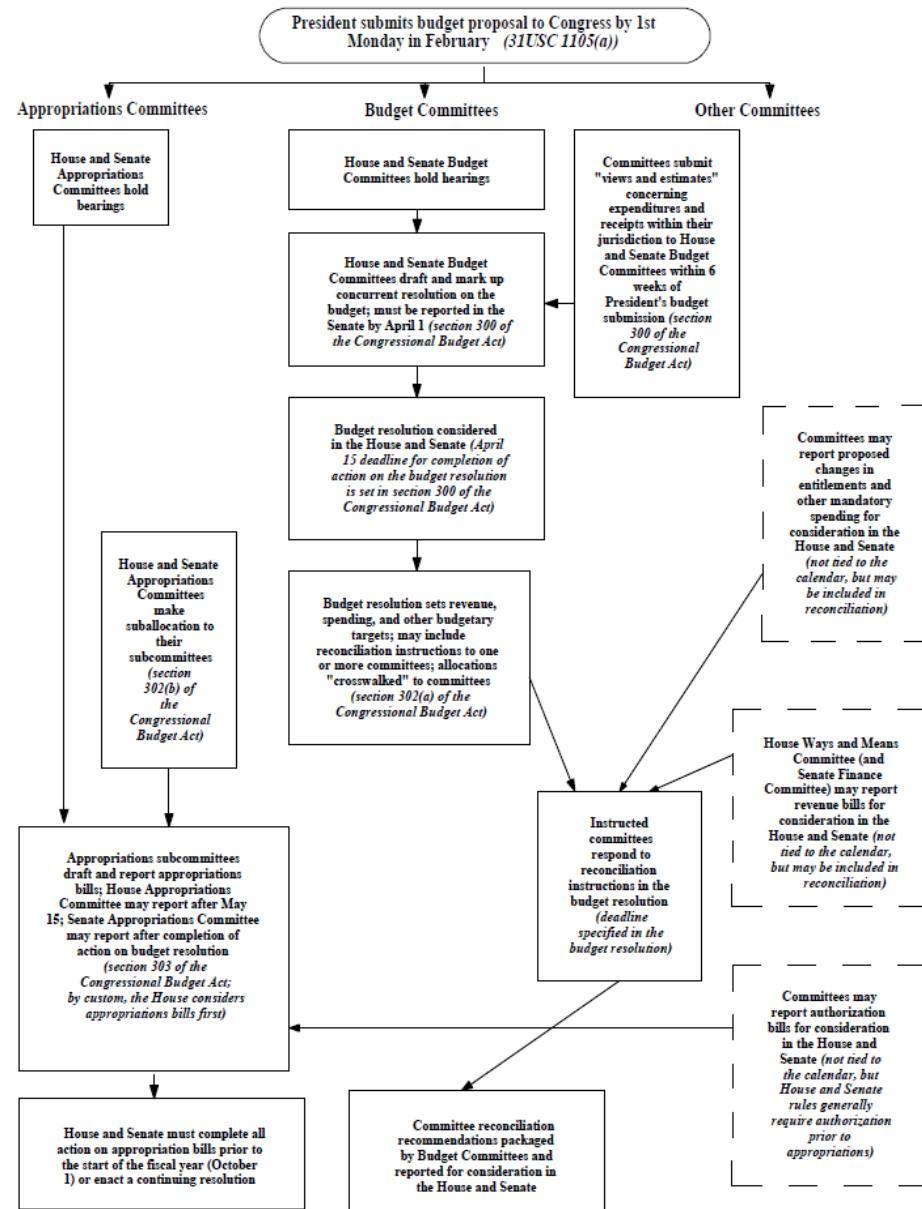 President submits budget proposal to Congress by 1st
Monday in February (31USC 1105(a))
Appropriations Committees
Budget Committees
Other Committees
House and Senate
Appropriations
Committees hold
bearings
House and Senate Budget
Committees hold hearings
Committees submit
"views and estimates"
concerning
expenditures and
receipts within their
jurisdiction to House
and Senate Budget
Committees within 6
weeks of
President's budget
submission (section
300 of the
Congressional
Budget Act)
House and Senate Budget
Committees draft and mark up
concurrent resolution on the
budget; must be reported in the
Senate by April 1 (section 300 of
the Congressional Budget Act)
Budget resolution considered
in the House and Senate (April
15 deadline for completion of
action on the budget resolution
is set in section 300 of the
Congressional Budget Act)
Committees may
report proposed
changes in
entitlements and
other mandatory
spending for
consideration in the
House and Senate
(not tied to the
calendar, but may
be included in
reconciliation)
House and Senate
Appropriations
Committees
make
suballocation to
their
subcommittees
(section
302(b) of
the
Congressional
Budget Act)
Budget resolution sets revenue,
spending, and other budgetary
targets; may include
reconciliation instructions to one
or more committees; allocations
"crosswalked" to committees
(section 302(a) of the
Congressional Budget Act)
House Ways and Means
Committee (and
Senate Finance
Committee) may report
revenue bills for
consideration in the
House and Senate (not
tied to the calendar,
but may be included in
reconciliation)
Appropriations subcommittees
draft and report appropriations
bills; House Appropriations
Committee may report after May
15; Senate Appropriations Committee
may report after completion of
action on budget resolution
(section 303 of the
Congressional Budget Act;
by custom, the House considers
appropriations bills first)
Instructed
committees
respond to
reconciliation
instructions in the
budget resolution
(deadline
specified in the
budget resolution)
Committees may
report authorization
bills for consideration
in the House and
Senate (not tied to
the calendar, but
House and Senate
rules generally
require authorization
prior to
appropriations)
House and Senate must complete all
action on appropriation bills prior to
the start of the fiscal year (October
1) or enact a continuing resolution
Committee reconciliation
recommendations packaged
by Budget Committees and
reported for consideration in
the House and Senate